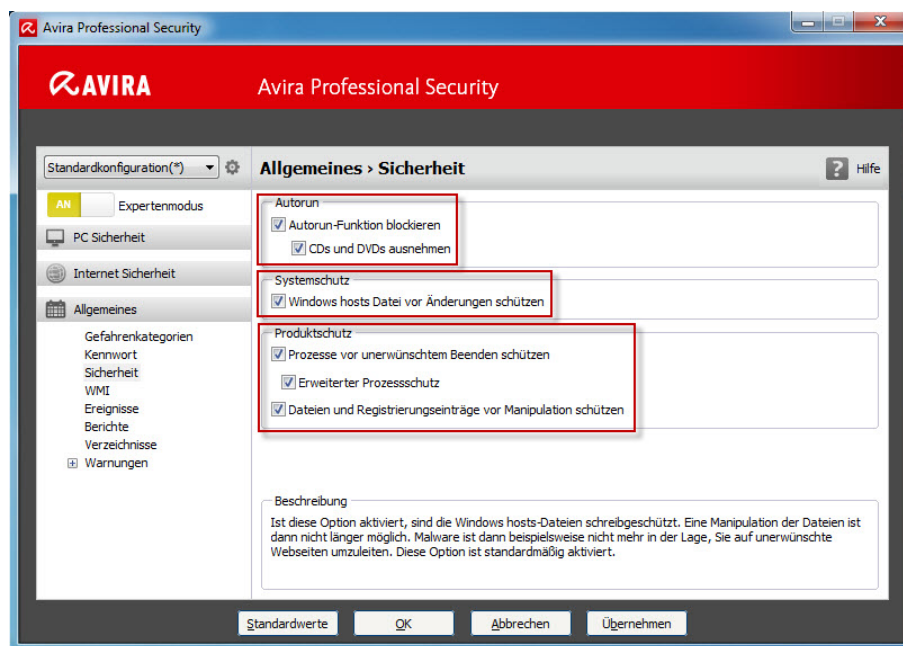 Avira Professional Security
AVIRA
Avira Professional Security
Standardkonfiguration(*)
Allgemeines › Sicherheit
? Hilfe
AN Expertenmodus
PC Sicherheit
Internet Sicherheit
Allgemeines
Gefahrenkategorien
Kennwort
Sicherheit
WMI
Ereignisse
Berichte
Verzeichnisse
Warnungen
Autorun
Autorun-Funktion blockieren
CDs und DVDs ausnehmen
Systemschutz
Windows hosts Datei vor Änderungen schützen
Produktschutz
Prozesse vor unerwünschtem Beenden schützen
Erweiterter Prozessschutz
Dateien und Registrierungseinträge vor Manipulation schützen
Beschreibung
Ist diese Option aktiviert, sind die Windows hosts-Dateien schreibgeschützt. Eine Manipulation der Dateien ist
dann nicht länger möglich. Malware ist dann beispielsweise nicht mehr in der Lage, Sie auf unerwünschte
Webseiten umzuleiten. Diese Option ist standardmäßig aktiviert.
Standardwerte
OK
Abbrechen
Übernehmen